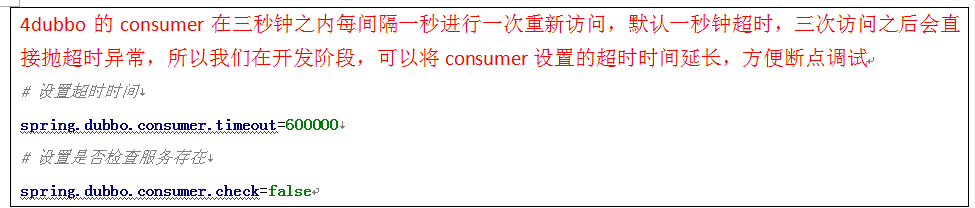 4dubbo 的 consumer 在三秒钟之内每间隔一秒进行一次重新访问，默认一秒钟超时，三次访问之后会直
接抛超时异常，所以我们在开发阶段，可以将 consumer 设置的超时时间延长，方便断点调试
# 设置超时时间
spring.dubbo.consumer.timeout=600000
# 设置是否检查服务存在
spring.dubbo.consumer.check=false